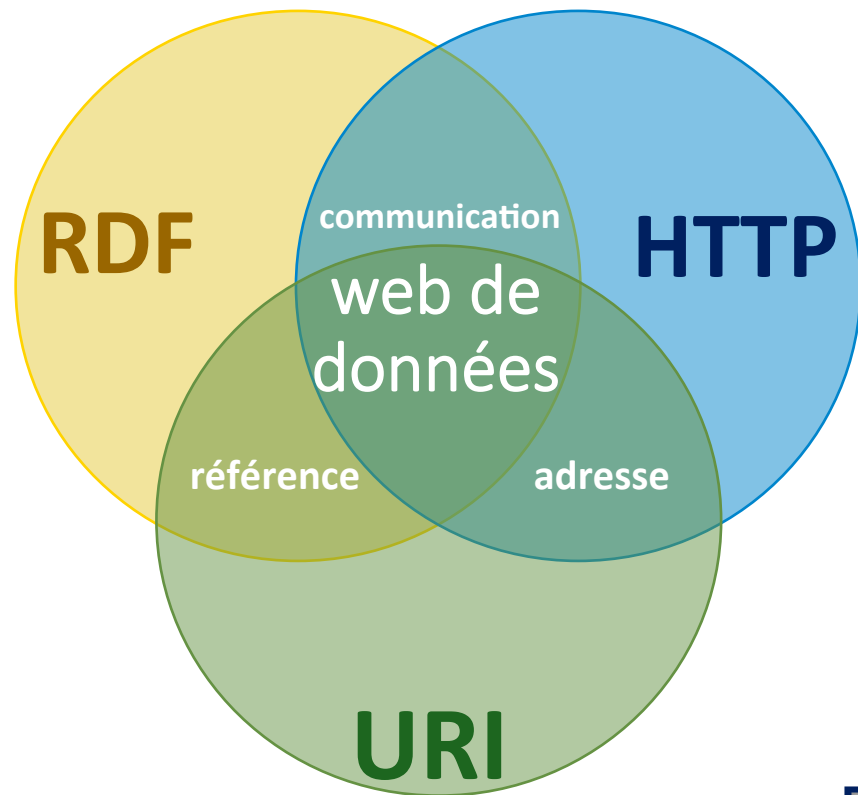 communication
RDF
HTTP
web de
données
référence
adresse
URI